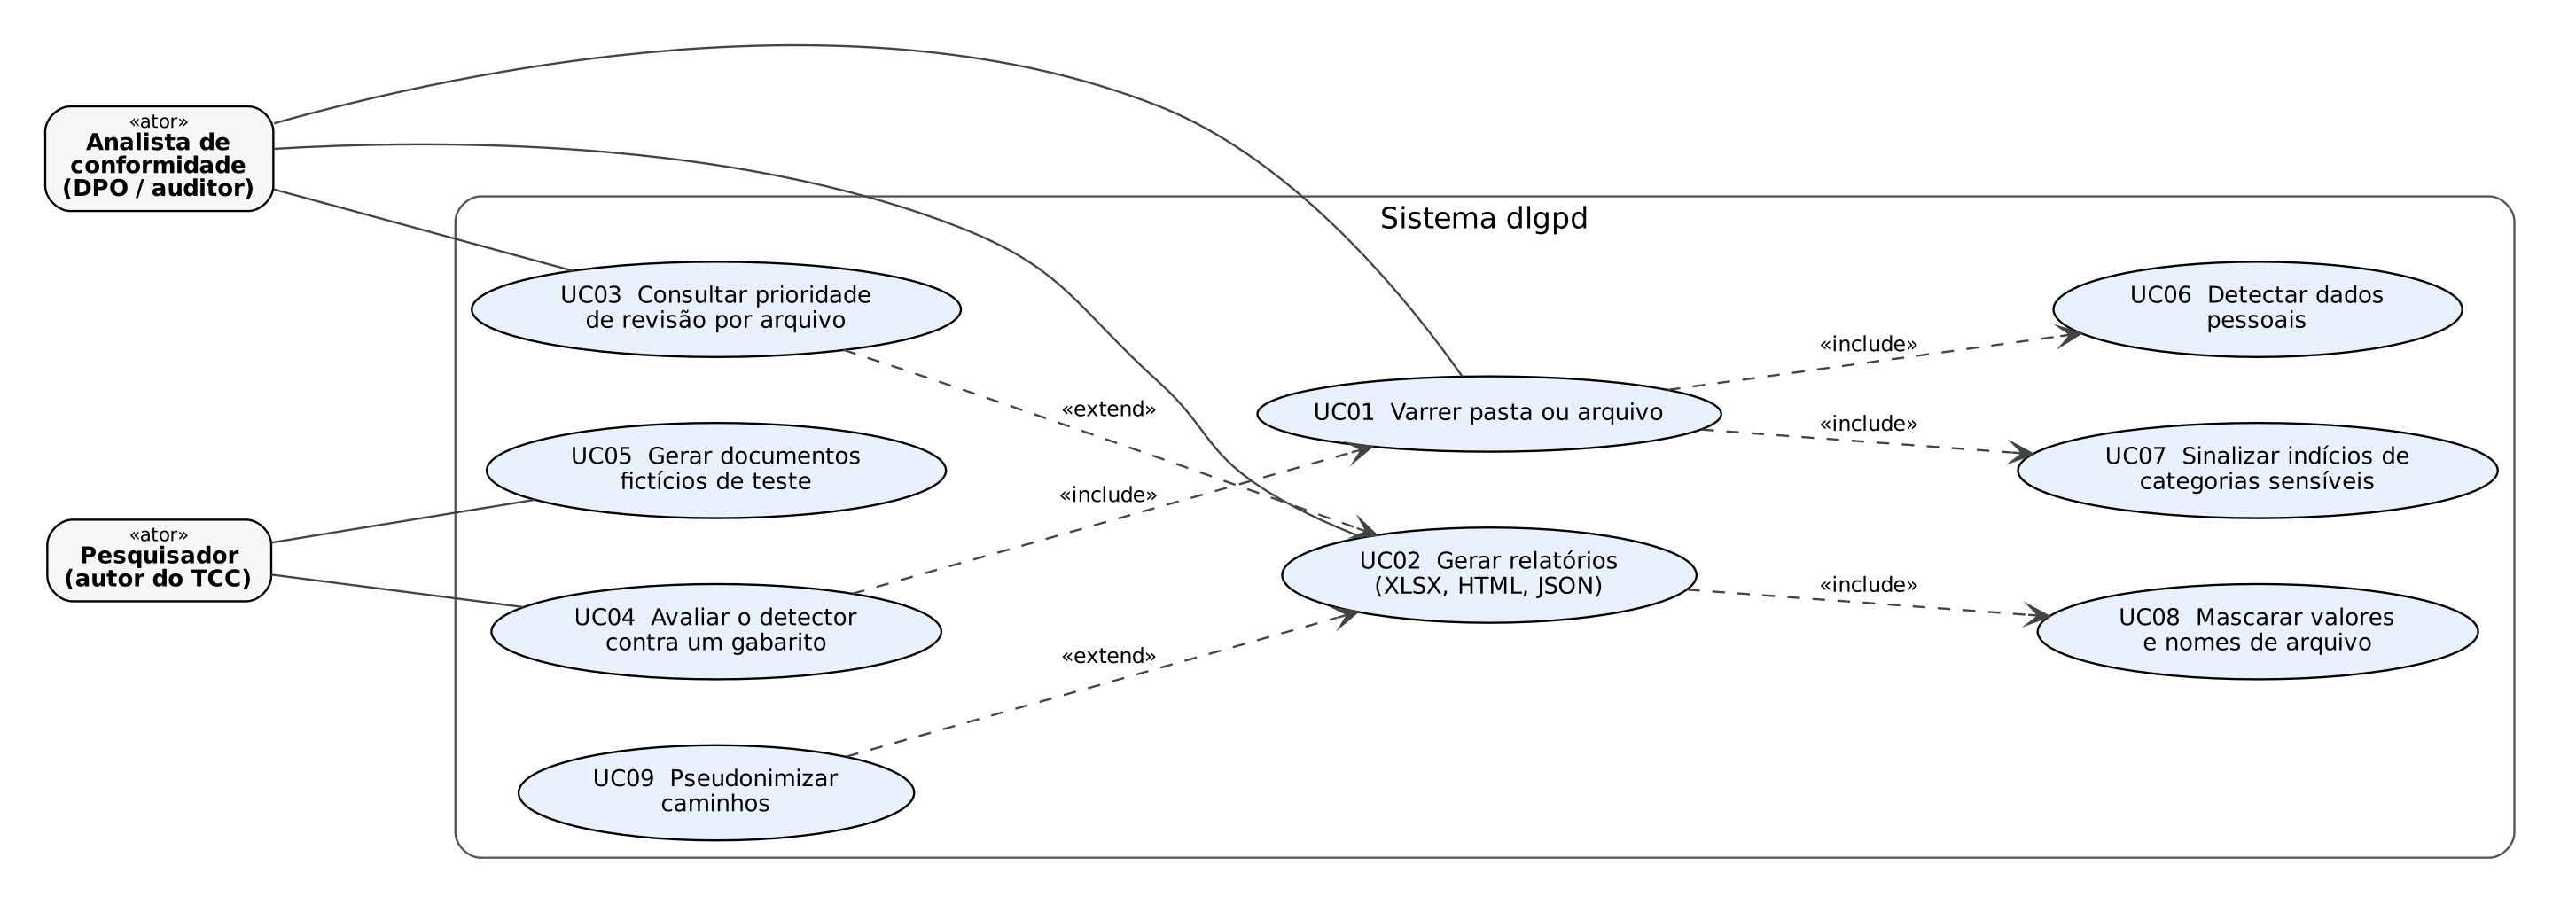 «ator»
Analista de
conformidade
(DPO / auditor)
Sistema dlgpd
UC03 Consultar prioridade
de revisão por arquivo
UC06 Detectar dados
pessoais
«include»
«extend»
UC01 Varrer pasta ou arquivo
«include»
UC05 Gerar documentos
fictícios de teste
UC07 Sinalizar indícios de
categorias sensíveis
«include»
«ator»
Pesquisador
(autor do TCC)
UC02 Gerar relatórios
(XLSX, HTML, JSON)
«include»
UC04 Avaliar o detector
contra um gabarito
UC08 Mascarar valores
e nomes de arquivo
«extend»
UC09 Pseudonimizar
caminhos